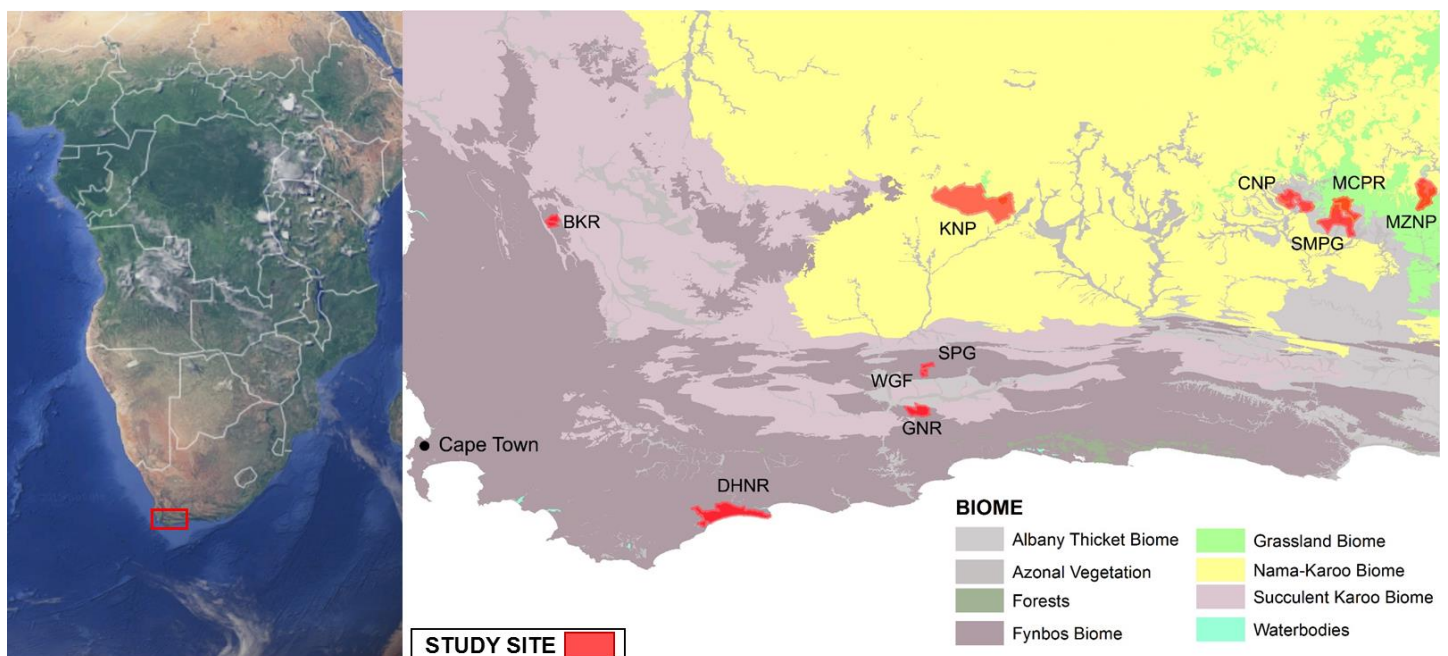 CNP
MCPR
BKR
KNP
MZNP
SMPG
SPG
WGF
GNR
Cape Town
DHNR
BIOME
Albany Thicket Biome
Grassland Biome
Azonal Vegetation
Nama-Karoo Biome
Forests
Succulent Karoo Biome
Fynbos Biome
Waterbodies
STUDY SITE